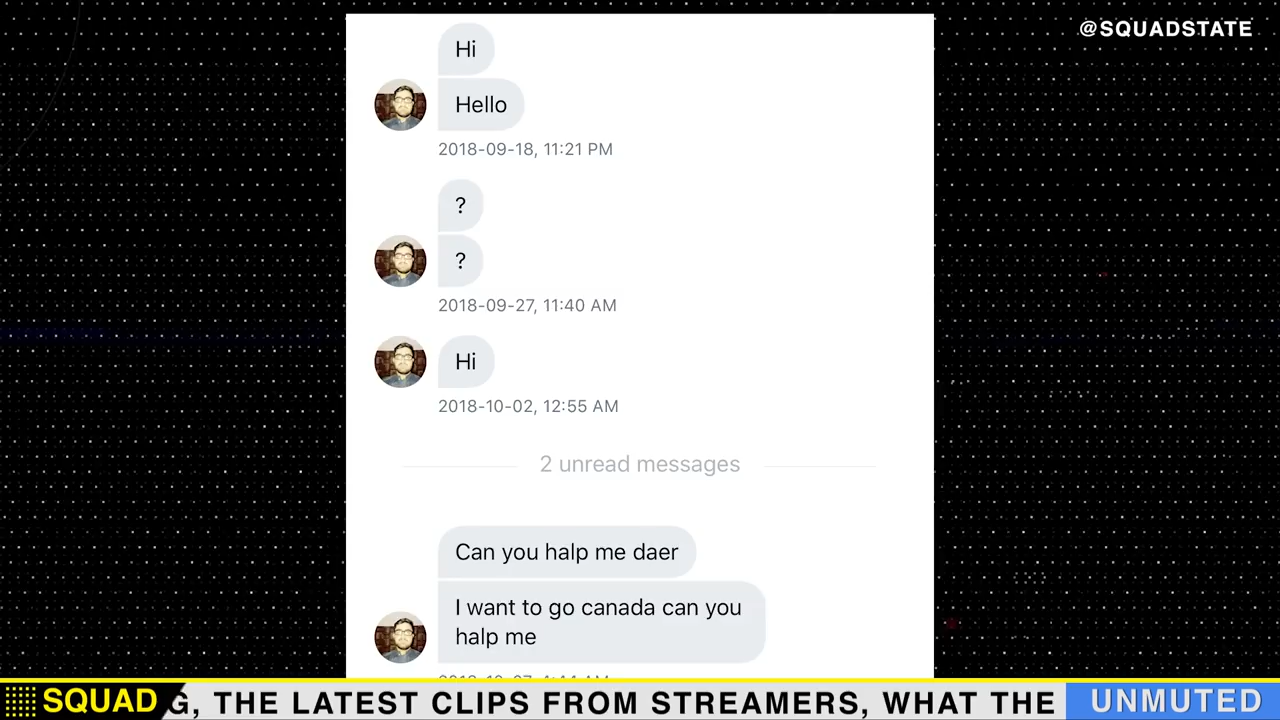 @SQUADSTATE
Hi
Hello
2018-09-18, 11:21 PM
?
?
2018-09-27, 11:40 AM
Hi
2018-10-02, 12:55 AM
2 unread messages
Can you halp me daer
I want to go canada can you
halp me
SQUAD G, THE LATEST CLIPS FROM STREAMERS, WHAT THE UNMUTED